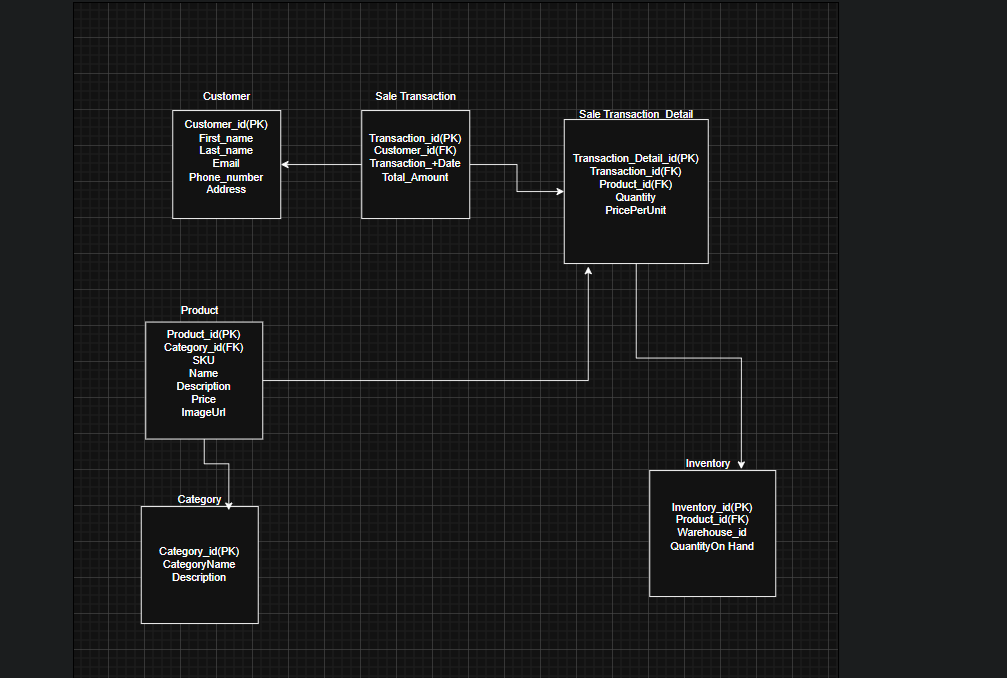 Customer
Customer_id(PK)
First_name
Last_name
Email
Phone_number
Address
Sale Transaction
Transaction_id(PK)
Customer_id(FK)
Transaction_+Date
Total_Amount
Sale Transaction_Detail
Transaction_Detail_id(PK)
Transaction_id(FK)
Product_id(FK)
Quantity
PricePerUnit
Product
Product_id(PK)
Category_id(FK)
SKU
Name
Description
Price
ImageUrl
Category
Category_id(PK)
CategoryName
Description
Inventory
Inventory_id(PK)
Product_id(FK)
Warehouse_id
QuantityOn Hand